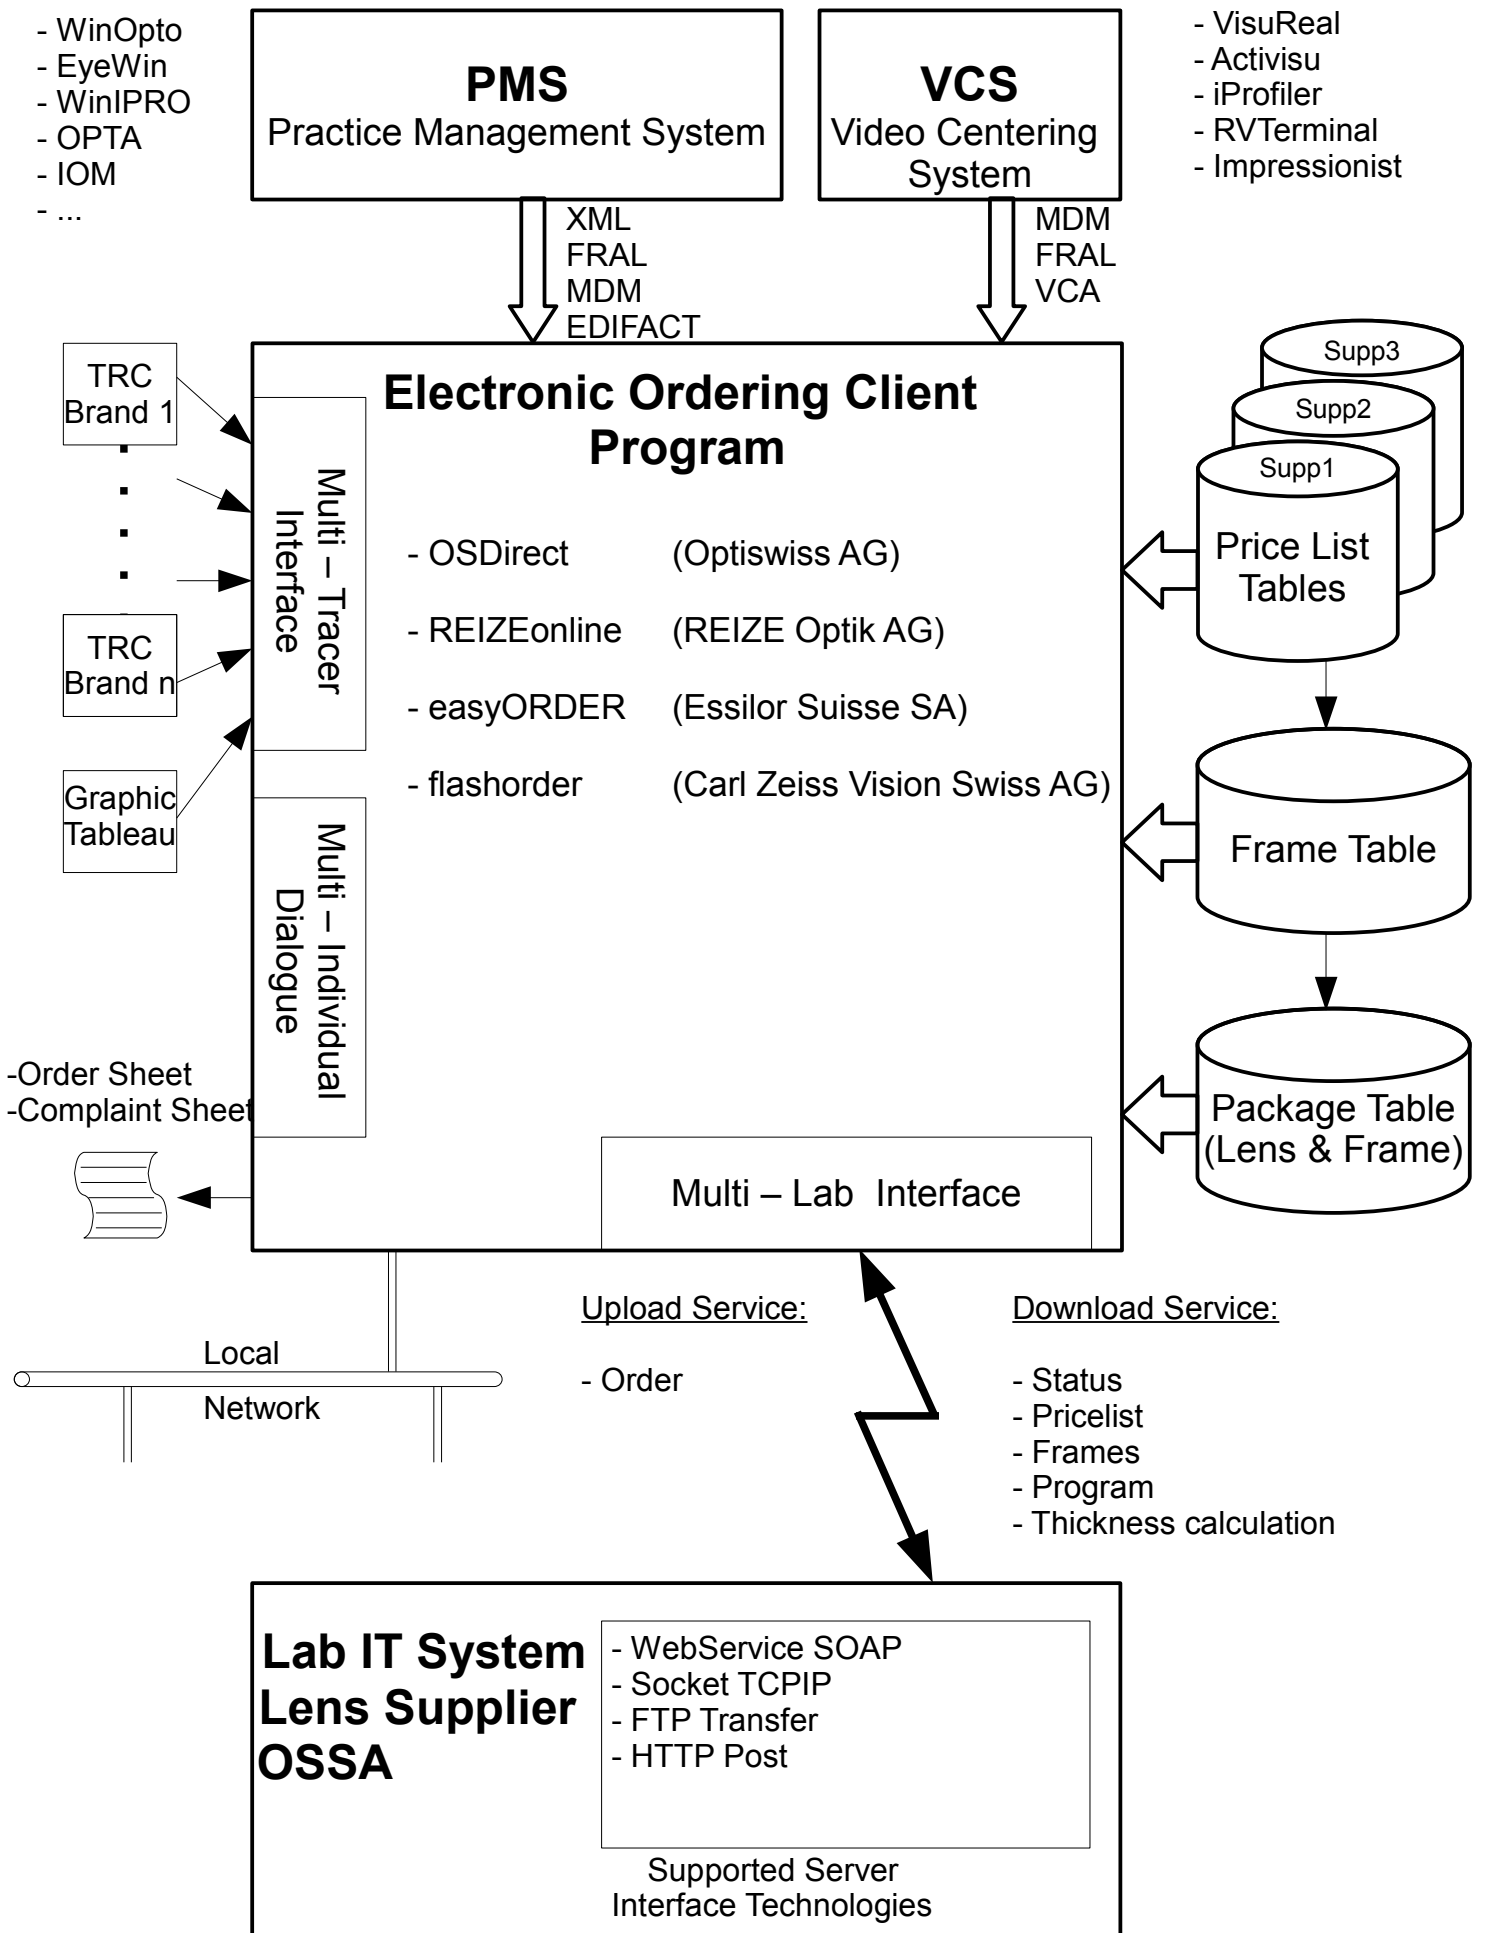 - WinOpto
- EyeWin
- WinIPRO
- OPTA
- IOM
- ...
PMS
Practice Management System
VCS
Video Centering
System
- VisuReal
- Activisu
- iProfiler
- RVTerminal
- Impressionist
XML
FRAL
MDM
EDIFACT
MDM
FRAL
VCA
TRC
Brand 1
TRC
Brand n
Graphic
Tableau
Electronic Ordering Client
Program
Multi – Tracer
Interface
Multi – Individual
Dialogue
- OSDirect (Optiswiss AG)
- REIZEonline (REIZE Optik AG)
- easyORDER (Essilor Suisse SA)
- flashorder (Carl Zeiss Vision Swiss AG)
Supp3
Supp2
Supp1
Price List
Tables
Frame Table
Package Table
(Lens & Frame)
-Order Sheet
-Complaint Sheet
Multi – Lab Interface
Local
Network
Upload Service:
- Order
Download Service:
- Status
- Pricelist
- Frames
- Program
- Thickness calculation
Lab IT System
Lens Supplier
OSSA
- WebService SOAP
- Socket TCPIP
- FTP Transfer
- HTTP Post
Supported Server
Interface Technologies